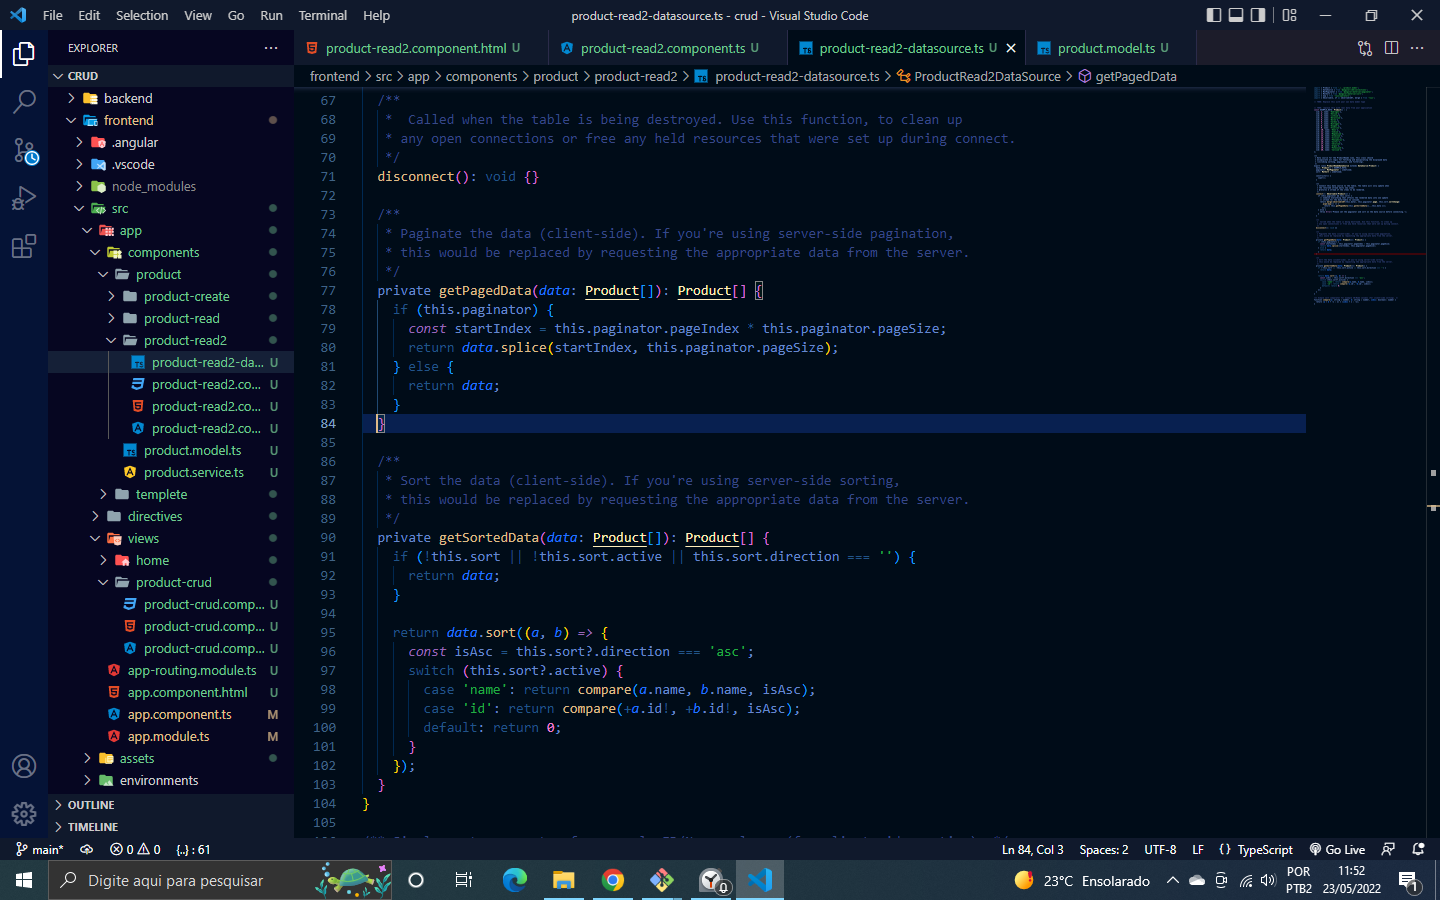 File Edit Selection View Go Run Terminal Help
product-read2-datasource.ts - crud - Visual Studio Code
EXPLORER
CRUD
backend
frontend
.angular
.vscode
node_modules
src
app
components
product
product-create
product-read
product-read2
product-read2-da... U
product-read2.co... U
product-read2.co... U
product-read2.co... U
product.model.ts U
product.service.ts U
templete
directives
views
home
product-crud
product-crud.comp... U
product-crud.comp... U
product-crud.comp... U
app-routing.module.ts U
app.component.html U
app.component.ts M
app.module.ts M
assets
environments
OUTLINE
TIMELINE
product-read2.component.html U
product-read2.component.ts U
product-read2-datasource.ts U
product.model.ts U
frontend > src > app > components > product > product-read2 > product-read2-datasource.ts > ProductRead2DataSource > getPagedData
67 /**
68 *  Called when the table is being destroyed. Use this function, to clean up
69 * any open connections or free any held resources that were set up during connect.
70 */
71 disconnect(): void {}
72
73 /**
74 * Paginate the data (client-side). If you're using server-side pagination,
75 * this would be replaced by requesting the appropriate data from the server.
76 */
77 private getPagedData(data: Product[]): Product[] {
78 if (this.paginator) {
79 const startIndex = this.paginator.pageIndex * this.paginator.pageSize;
80 return data.splice(startIndex, this.paginator.pageSize);
81 } else {
82 return data;
83 }
84 }
85
86 /**
87 * Sort the data (client-side). If you're using server-side sorting,
88 * this would be replaced by requesting the appropriate data from the server.
89 */
90 private getSortedData(data: Product[]): Product[] {
91 if (!this.sort || !this.sort.active || this.sort.direction === '') {
92 return data;
93 }
94
95 return data.sort((a, b) => {
96 const isAsc = this.sort?.direction === 'asc';
97 switch (this.sort?.active) {
98 case 'name': return compare(a.name, b.name, isAsc);
99 case 'id': return compare(+a.id!, +b.id!, isAsc);
100 default: return 0;
101 }
102 });
103 }
104 }
105
main* 0 0 {..} : 61
Ln 84, Col 3 Spaces: 2 UTF-8 LF {} TypeScript Go Live
Digite aqui para pesquisar
23°C Ensolarado
POR
PTB2
11:52
23/05/2022
1